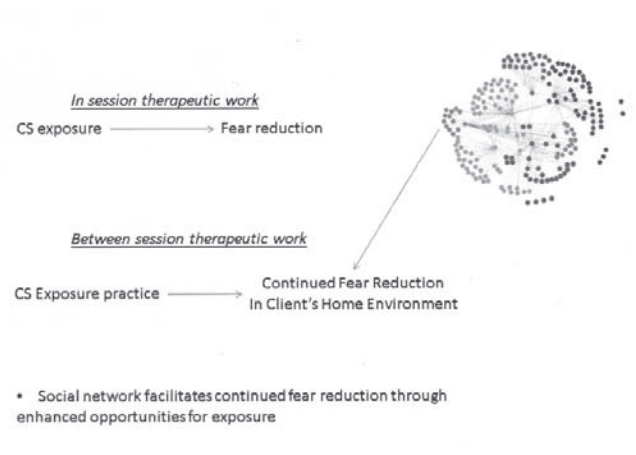 In session therapeutic work
CS exposure Fear reduction
Between session therapeutic work
CS Exposure practice
Continued Fear Reduction
In Client's Home Environment
• Social network facilitates continued fear reduction through
enhanced opportunities for exposure